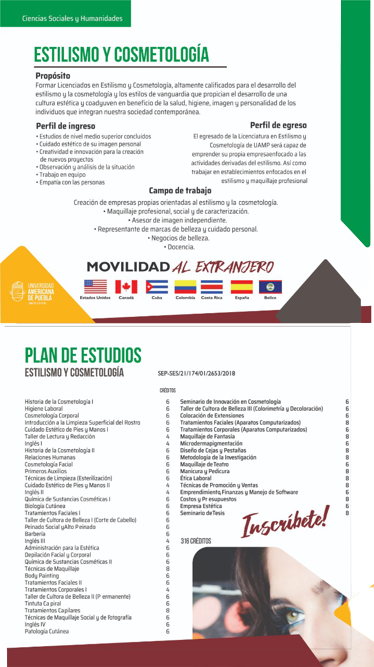 Ciencias Sociales y Humanidades
ESTILISMO Y COSMETOLOGÍA
Propósito
Formar Licenciados en Estilismo y Cosmetología, altamente calificados para el desarrollo del
estilismo y la cosmetología y los estilos de vanguardia que propician el desarrollo de una
cultura estética y coadyuven en beneficio de la salud, higiene, imagen y personalidad de los
individuos que integran nuestra sociedad contemporánea.
Perfil de ingreso
• Estudios de nivel medio superior concluidos
• Cuidado estético de su imagen personal
• Creatividad e innovación para la creación
de nuevos proyectos
• Observación y análisis de la situación
• Trabajo en equipo
• Empatía con las personas
Perfil de egreso
El egresado de la Licenciatura en Estilismo y
Cosmetología de UAMP será capaz de
emprender su propia empresaenfocado a las
actividades derivadas del estilismo. Así como
trabajar en establecimientos enfocados en el
estilismo y maquillaje profesional
Campo de trabajo
Creación de empresas propias orientadas al estilismo y la cosmetología.
• Maquillaje profesional, social y de caracterización.
• Asesor de imagen independiente.
• Representante de marcas de belleza y cuidado personal.
• Negocios de belleza.
• Docencia.
MOVILIDAD AL EXTRANJERO
Estados Unidos Canadá Cuba Colombia Costa Rica España Belice
UNIVERSIDAD
AMERICANA
DE PUEBLA
PLAN DE ESTUDIOS
ESTILISMO Y COSMETOLOGÍA
SEP-SES/21/174/01/2653/2018
CRÉDITOS
Historia de la Cosmetología I 6
Higiene Laboral 6
Cosmetología Corporal 6
Introducción a la Limpieza Superficial del Rostro 6
Cuidado Estético de Pies y Manos I 6
Taller de Lectura y Redacción 4
Inglés I 4
Historia de la Cosmetología II 6
Relaciones Humanas 6
Cosmetología Facial 6
Primeros Auxilios 6
Técnicas de Limpieza (Esterilización) 6
Cuidado Estético de Pies y Manos II 4
Inglés II 4
Química de Sustancias Cosméticas I 6
Biología Cutánea 6
Tratamientos Faciales I 6
Taller de Cultura de Belleza I (Corte de Cabello) 6
Peinado Social yAlto Peinado 6
Barbería 6
Inglés III 4
Administración para la Estética 6
Depilación Facial y Corporal 6
Química de Sustancias Cosméticas II 6
Técnicas de Maquillaje 8
Body Painting 6
Tratamientos Faciales II 6
Tratamientos Corporales I 4
Taller de Cultura de Belleza II (P ermanente) 6
Tintura Ca piral 6
Tratamientos Capilares 8
Técnicas de Maquillaje Social y de Fotografía 6
Inglés IV 6
Patología Cutánea 6
Seminario de Innovación en Cosmetología 6
Taller de Cultura de Belleza III (Colorimetría y Decoloración) 6
Colocación de Extensiones 6
Tratamientos Faciales (Aparatos Computarizados) 8
Tratamientos Corporales (Aparatos Computarizados) 8
Maquillaje de Fantasía 8
Microdermapigmentación 6
Diseño de Cejas y Pestañas 8
Metodología de la Investigación 8
Maquillaje de Teatro 6
Manicura y Pedicura 6
Ética Laboral 8
Técnicas de Promoción y Ventas 8
Emprendimiento,Finanzas y Manejo de Software 6
Costos y Pr esupuestos 6
Empresa Estética 6
Seminario deTesis 8
Inscríbete!
316 CRÉDITOS